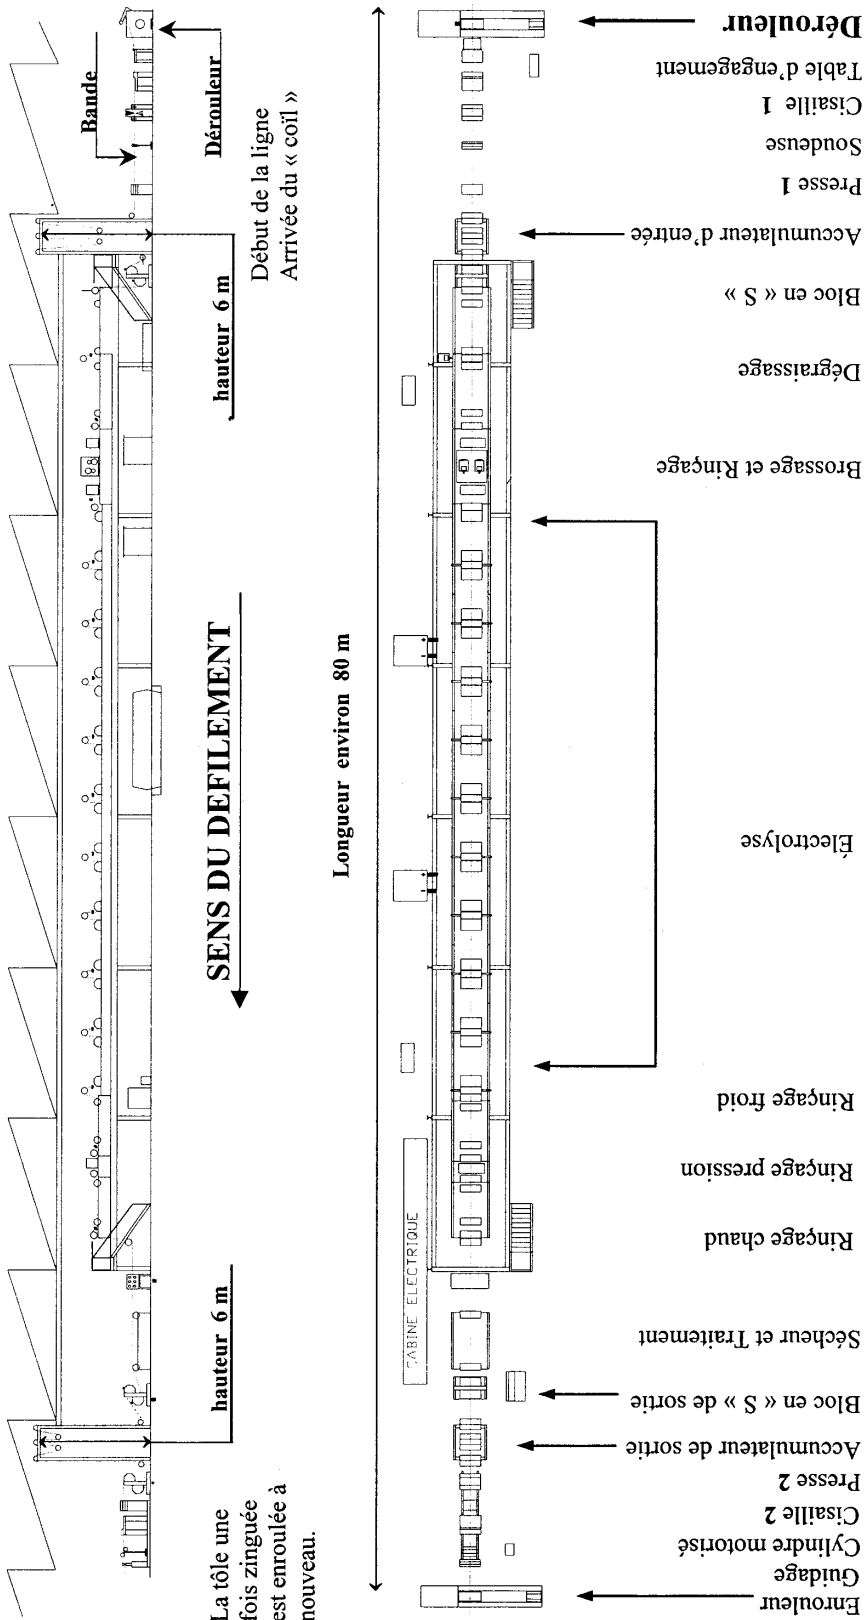 Bande
Dérouleur
Début de la ligne
Arrivée du « coïl »
hauteur 6 m
SENS DU DEFILEMENT
hauteur 6 m
La tôle une
fois zinguée
est enroulée à
nouveau.
Longueur environ 80 m
CABINE ELECTRIQUE
Dérouleur
Table d'engagement
Cisaille 1
Soudeuse
Presse 1
Accumulateur d'entrée
Bloc en « S »
Dégraissage
Brossage et Rinçage
Électrolyse
Rinçage froid
Rinçage pression
Rinçage chaud
Sécheur et Traitement
Bloc en « S » de sortie
Accumulateur de sortie
Presse 2
Cisaille 2
Cylindre motorisé
Guidage
Enrouleur